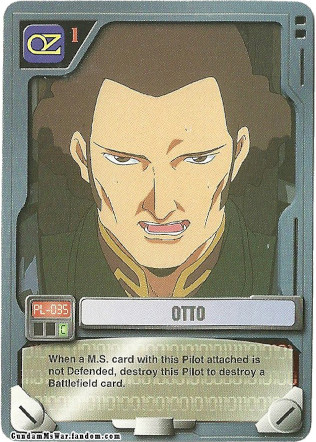 OZ 1
PL-035
OTTO
C
When a M.S. card with this Pilot attached is
not Defended, destroy this Pilot to destroy a
Battlefield card.
GundamMsWar.fandom.com